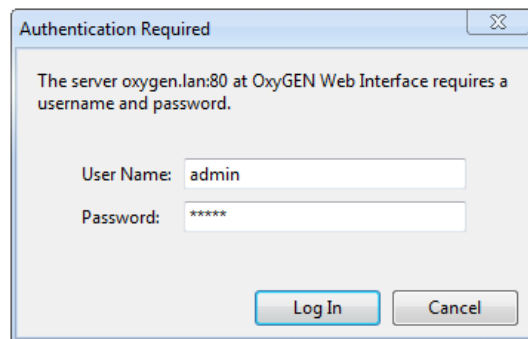 Authentication Required
The server oxygen.lan:80 at OxyGEN Web Interface requires a
username and password.
User Name: admin
Password: *****
Log In Cancel